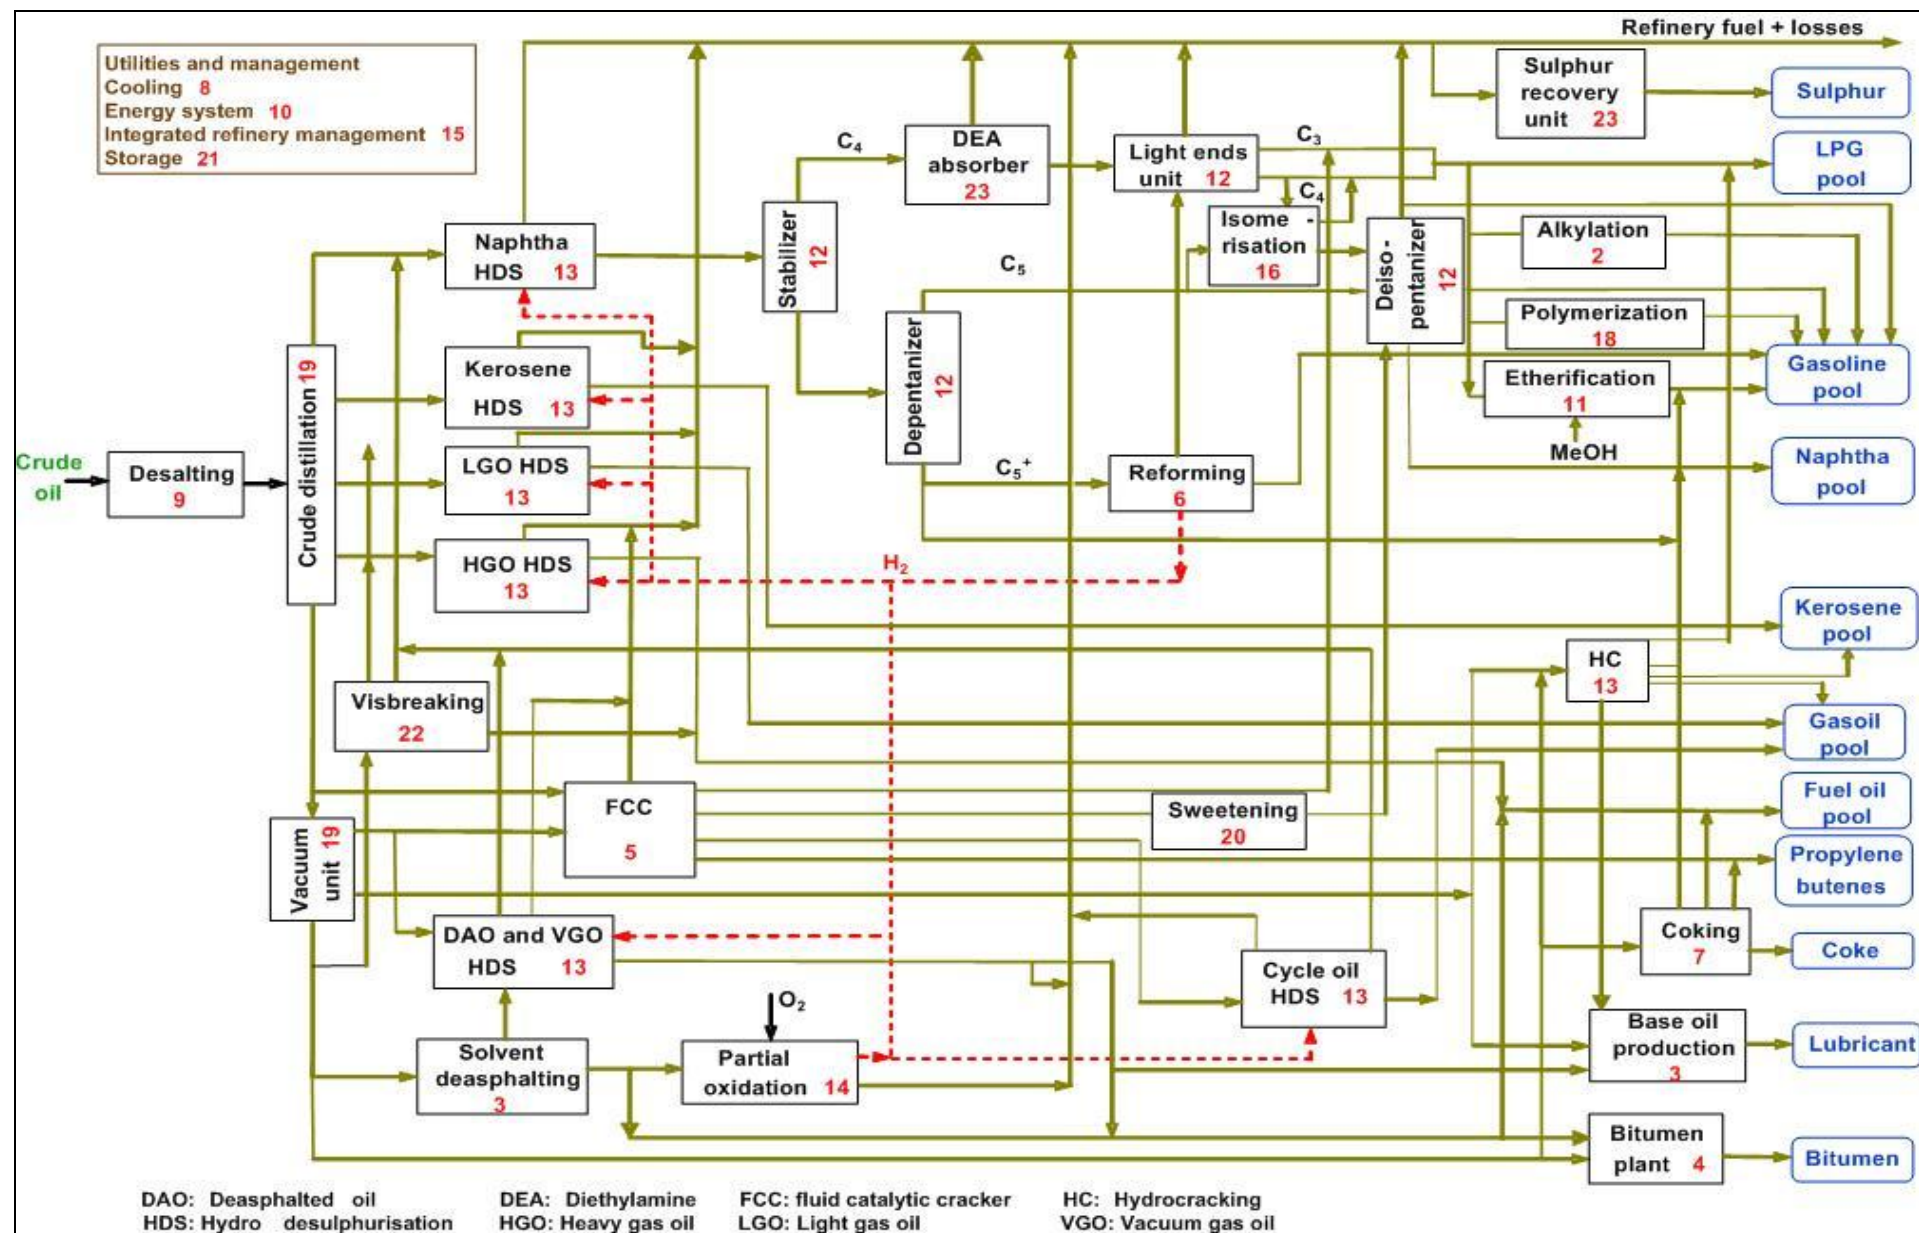 Refinery fuel + losses
Utilities and management
Cooling 8
Energy system 10
Integrated refinery management 15
Storage 21
Sulphur
recovery
unit 23
Sulphur
LPG
pool
C4
DEA
absorber
23
Light ends
unit 12
C3
C4
Isome -
risation
16
Naphtha
HDS 13
Stabilizer 12
C5
Deiso -
pentanizer 12
Alkylation
2
Polymerization
18
Gasoline
pool
Etherification
11
MeOH
Kerosene
HDS 13
Crude distillation 19
Depentanizer 12
Crude
oil
Desalting
9
LGO HDS
13
C5+
Reforming
6
Naphtha
pool
HGO HDS
13
H2
Kerosene
pool
HC
13
Visbreaking
22
Gasoil
pool
FCC
5
Sweetening
20
Fuel oil
pool
Vacuum
unit 19
Propylene
butenes
DAO and VGO
HDS 13
Coking
7
Coke
Cycle oil
HDS 13
O2
Solvent
deasphalting
3
Partial
oxidation 14
Base oil
production
3
Lubricant
Bitumen
plant 4
Bitumen
DAO: Deasphalted oil DEA: Diethylamine FCC: fluid catalytic cracker HC: Hydrocracking
HDS: Hydro desulphurisation HGO: Heavy gas oil LGO: Light gas oil VGO: Vacuum gas oil